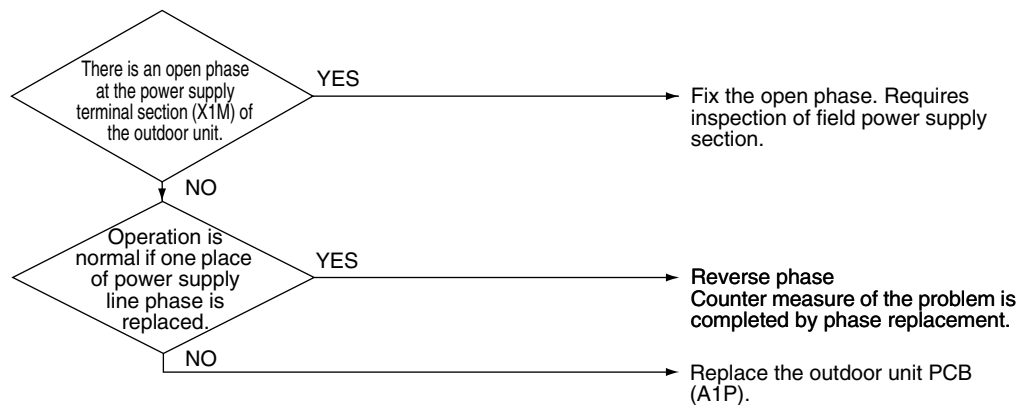 There is an open phase
at the power supply
terminal section (X1M) of
the outdoor unit.
YES
Fix the open phase. Requires
inspection of field power supply
section.
NO
Operation is
normal if one place
of power supply
line phase is
replaced.
YES
Reverse phase
Counter measure of the problem is
completed by phase replacement.
NO
Replace the outdoor unit PCB
(A1P).